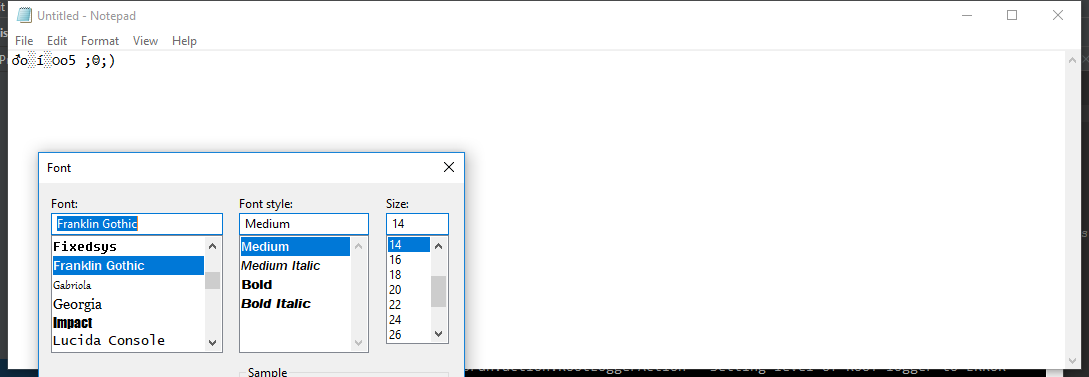 Untitled - Notepad
File Edit Format View Help
đo░í░oo5 ;0;)
Font
Font: Font style: Size:
Franklin Gothic Medium 14
Fixedsys Medium 14
Franklin Gothic Medium Italic 16
Gabriola Bold 18
Georgia Bold Italic 20
Impact 22
Lucida Console 24
26
Sample